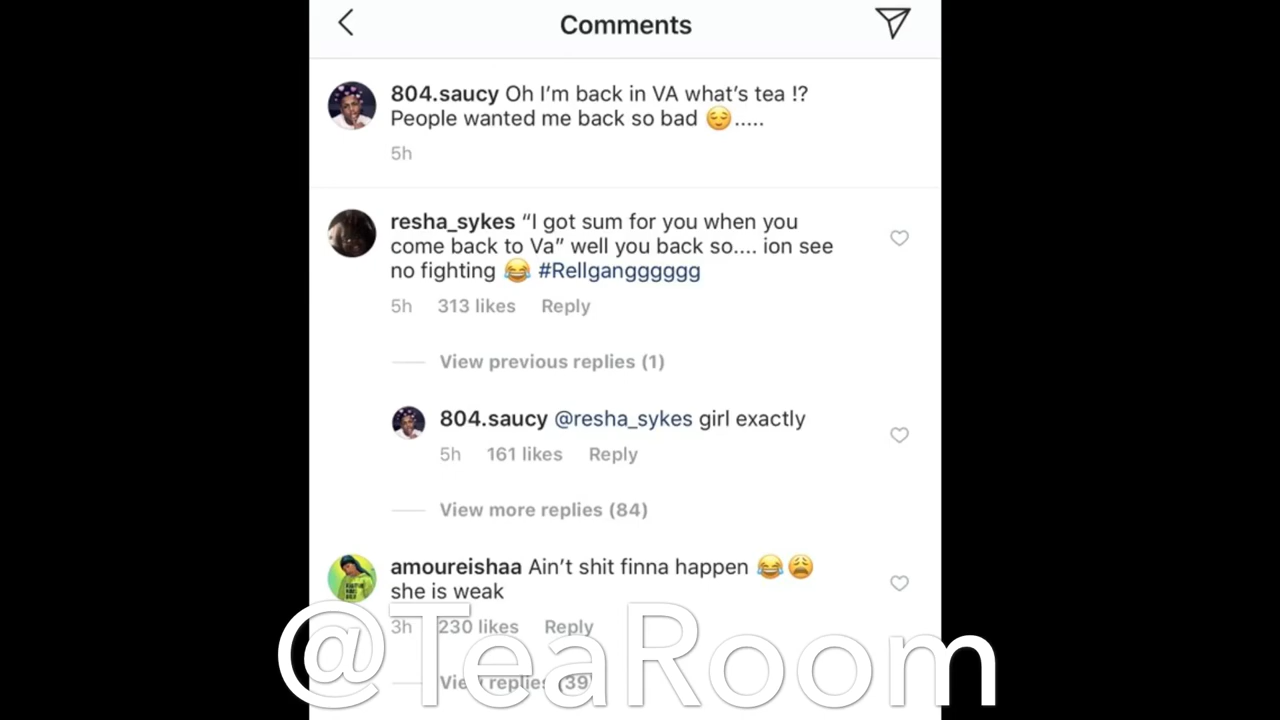 Comments
804.saucy Oh I'm back in VA what's tea !?
People wanted me back so bad 😌.....
5h
resha_sykes “I got sum for you when you
come back to Va” well you back so.... ion see
no fighting 😂 #Rellgangggggg
5h 313 likes Reply
View previous replies (1)
804.saucy @resha_sykes girl exactly
5h 161 likes Reply
View more replies (84)
amoureishaa Ain't shit finna happen 😂😩
she is weak
3h 230 likes Reply
View replies (39)
@TeaRoom